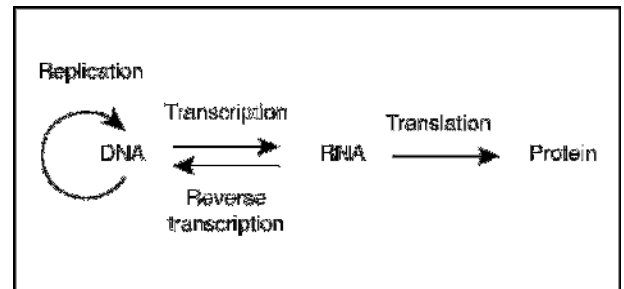 Replication
Transcription
Translation
DNA
RNA
Protein
Reverse
transcription